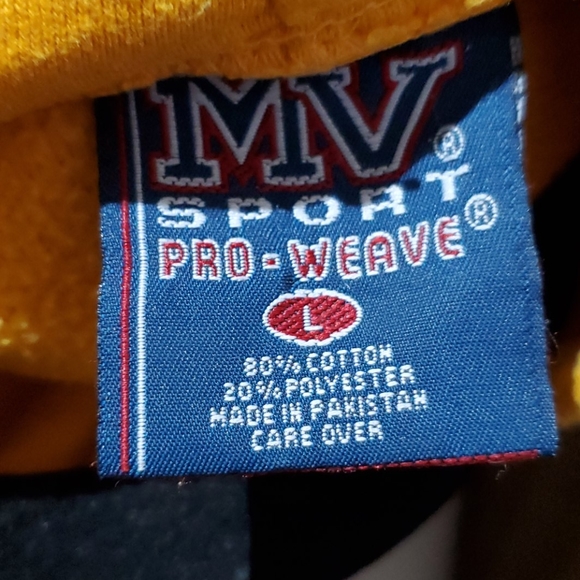 MV®
SPORT
PRO-WEAVE®
L
80% COTTON
20% POLYESTER
MADE IN PAKISTAN
CARE OVER